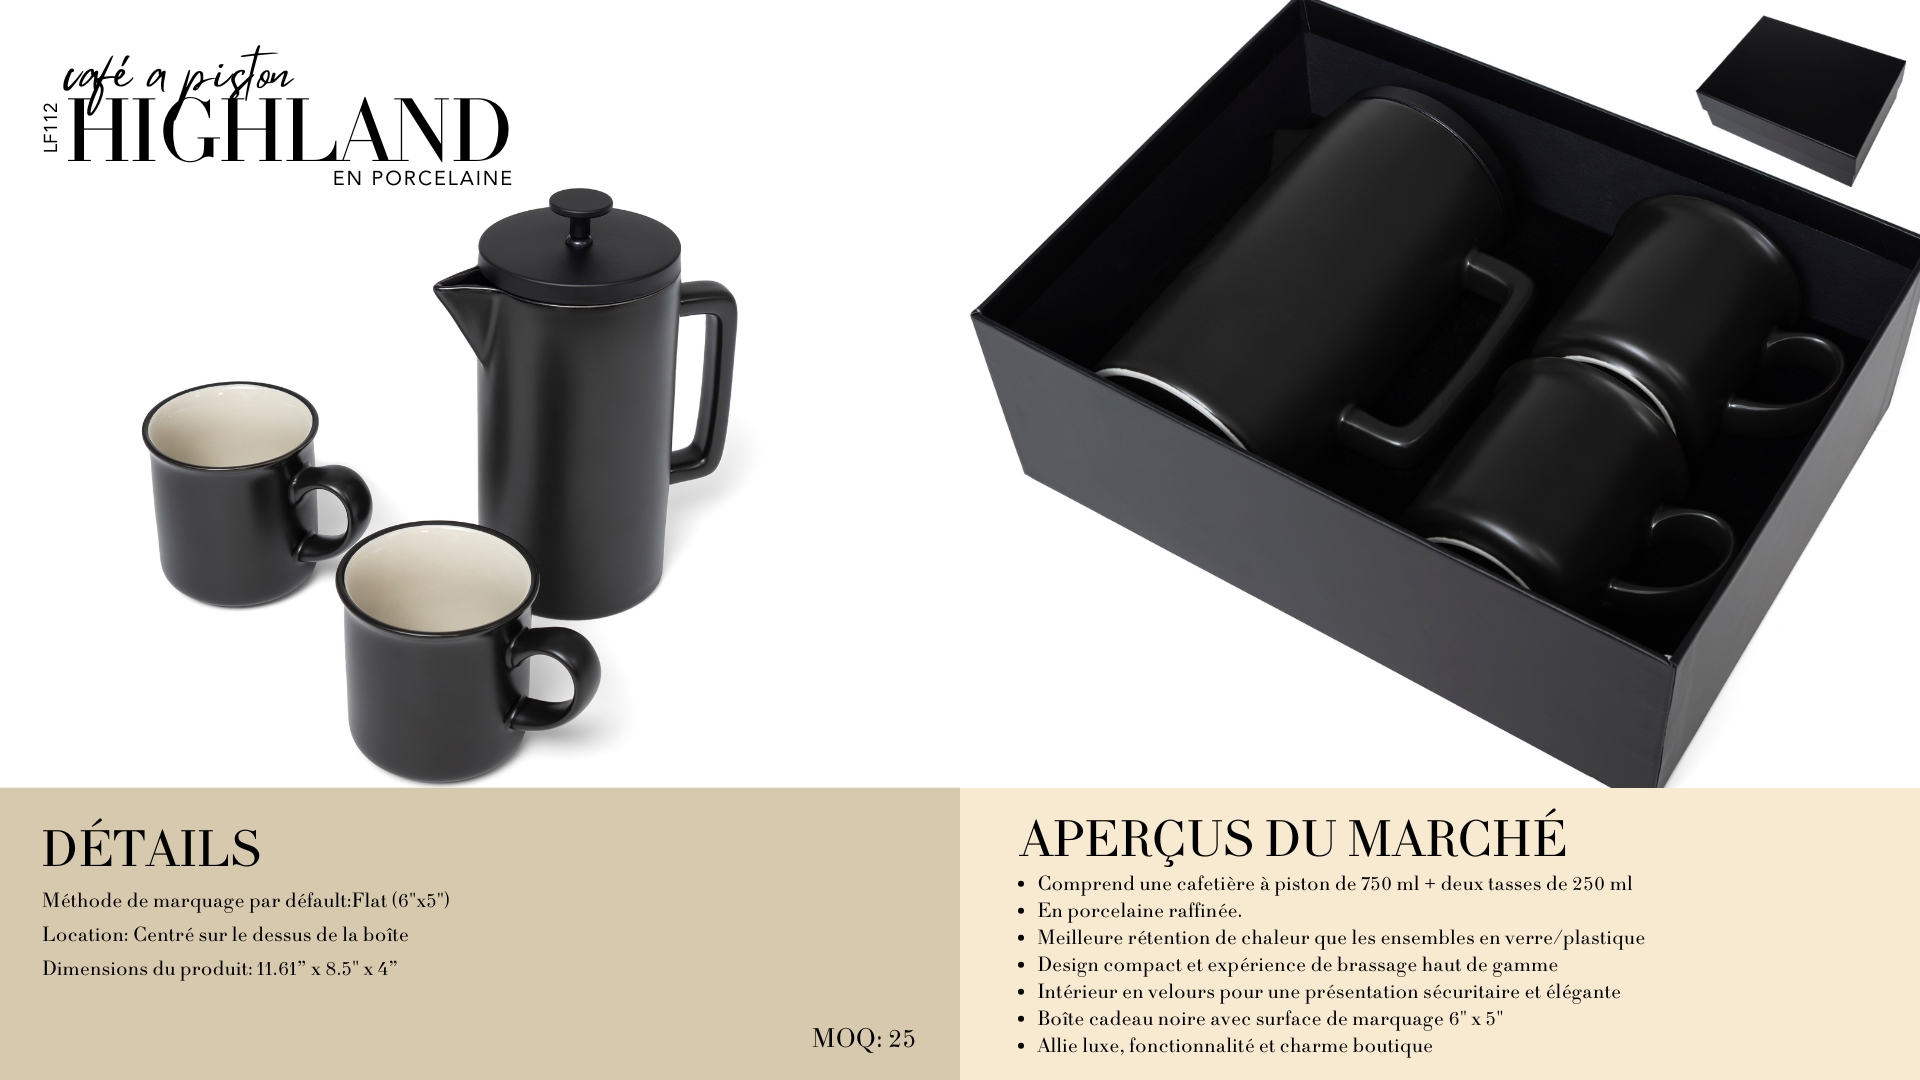 café a piston
LF112
HIGHLAND
EN PORCELAINE
DÉTAILS
Méthode de marquage par défault:Flat (6"x5")
Location: Centré sur le dessus de la boîte
Dimensions du produit: 11.61” x 8.5" x 4”
MOQ: 25
APERÇUS DU MARCHÉ
• Comprend une cafetière à piston de 750 ml + deux tasses de 250 ml
• En porcelaine raffinée.
• Meilleure rétention de chaleur que les ensembles en verre/plastique
• Design compact et expérience de brassage haut de gamme
• Intérieur en velours pour une présentation sécuritaire et élégante
• Boîte cadeau noire avec surface de marquage 6" x 5"
• Allie luxe, fonctionnalité et charme boutique